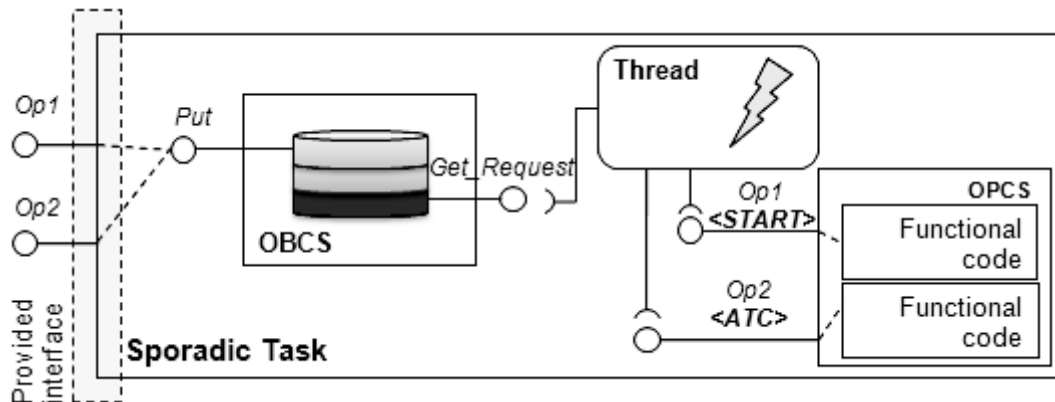 Thread
Op1
Put
Get_Request
Op1
<START>
OPCS
Functional
code
Op2
OBCS
Op2
<ATC>
Functional
code
Sporadic Task
Provided
interface